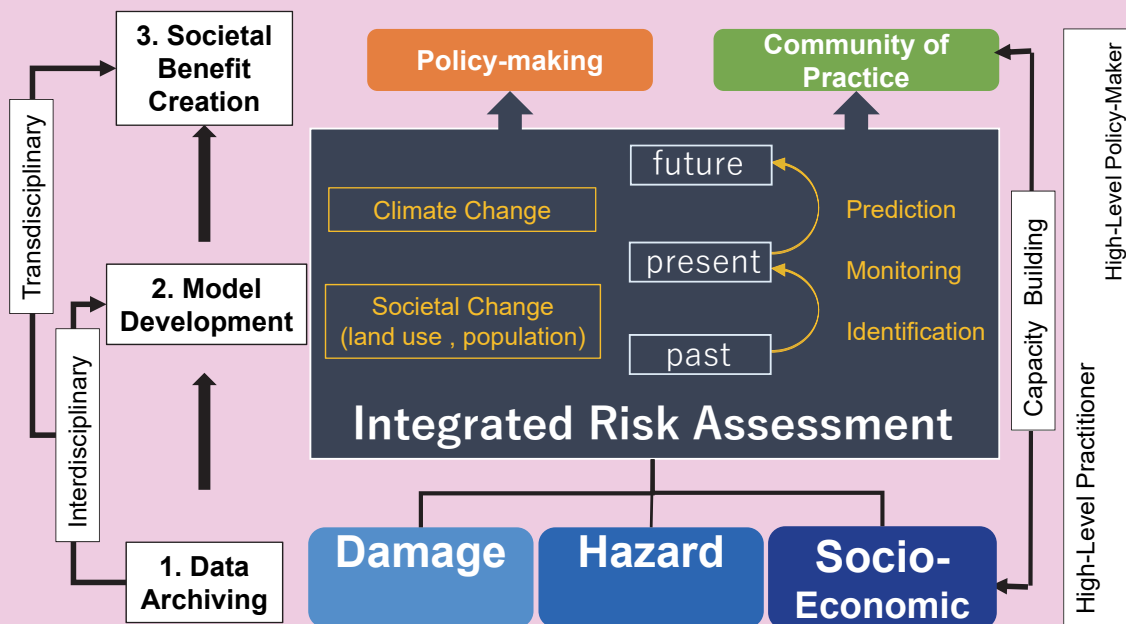 3. Societal
Benefit
Creation
Policy-making
Community of
Practice
Transdisciplinary
Interdisciplinary
2. Model
Development
1. Data
Archiving
future
present
past
Climate Change
Societal Change
(land use , population)
Prediction
Monitoring
Identification
Integrated Risk Assessment
Damage
Hazard
Socio-
Economic
Capacity Building
High-Level Policy-Maker
High-Level Practitioner